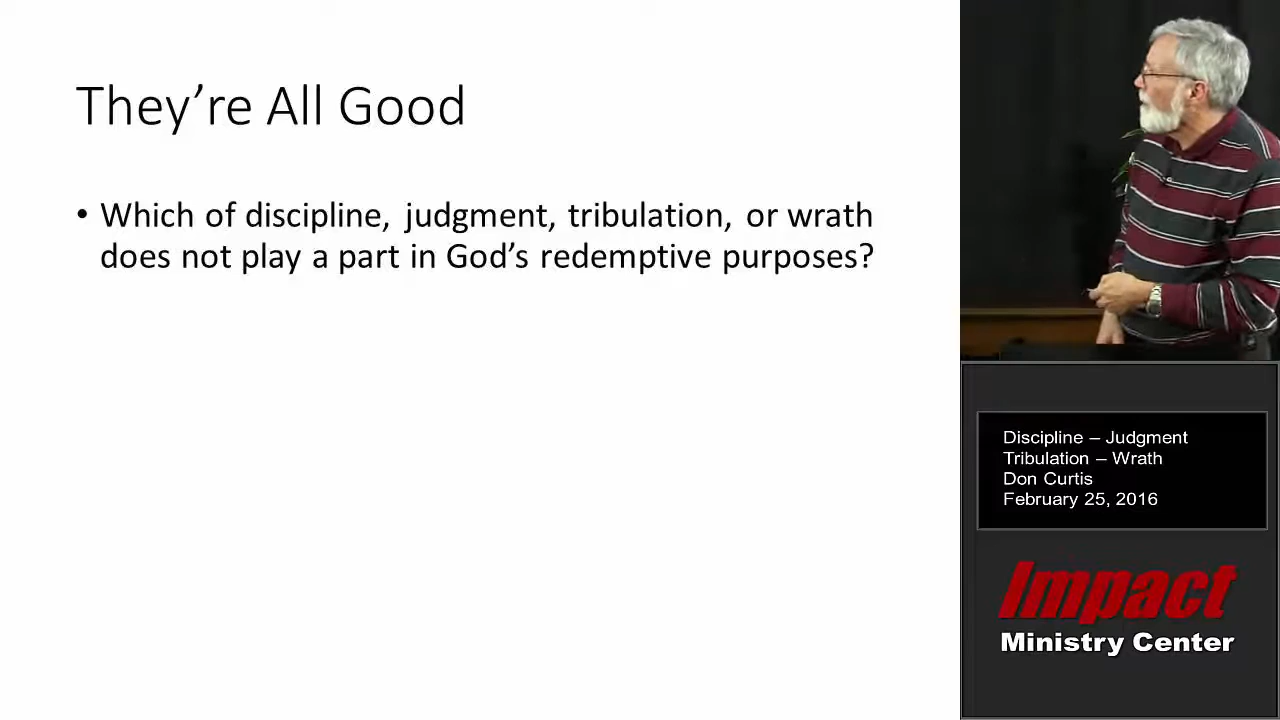 They’re All Good
• Which of discipline, judgment, tribulation, or wrath
does not play a part in God’s redemptive purposes?
Discipline – Judgment
Tribulation – Wrath
Don Curtis
February 25, 2016
Impact
Ministry Center